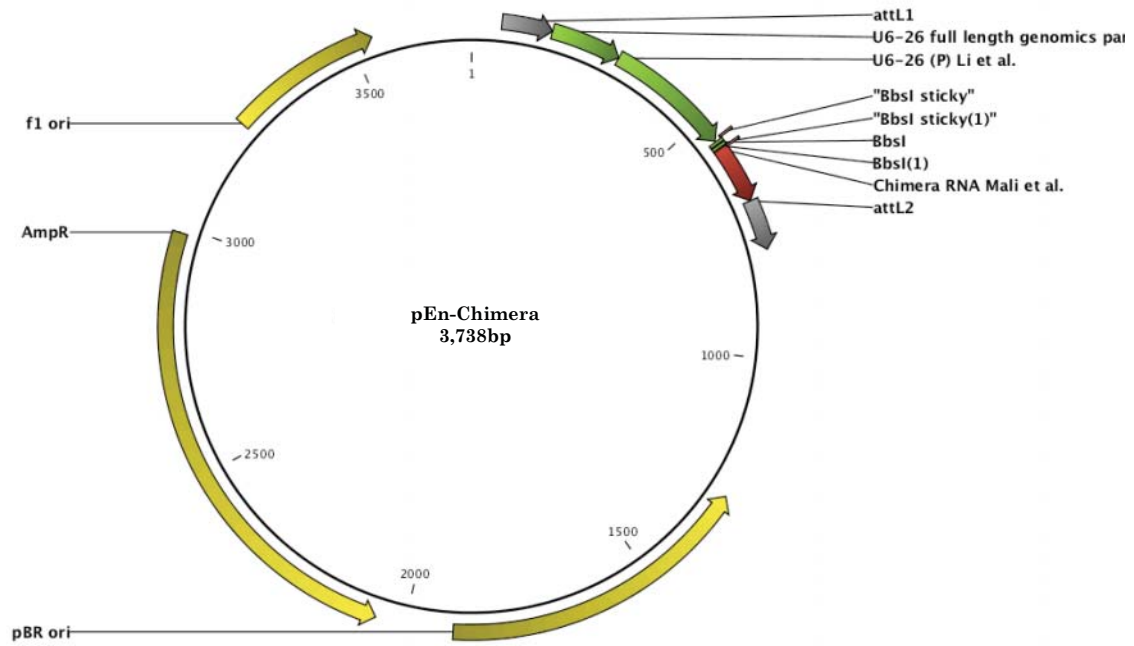 attL1
U6-26 full length genomics par
U6-26 (P) Li et al.
"BbsI sticky"
"BbsI sticky(1)"
BbsI
BbsI(1)
Chimera RNA Mali et al.
attL2
f1 ori
AmpR
pBR ori
1
500
1000
1500
2000
2500
3000
3500
pEn-Chimera
3,738bp